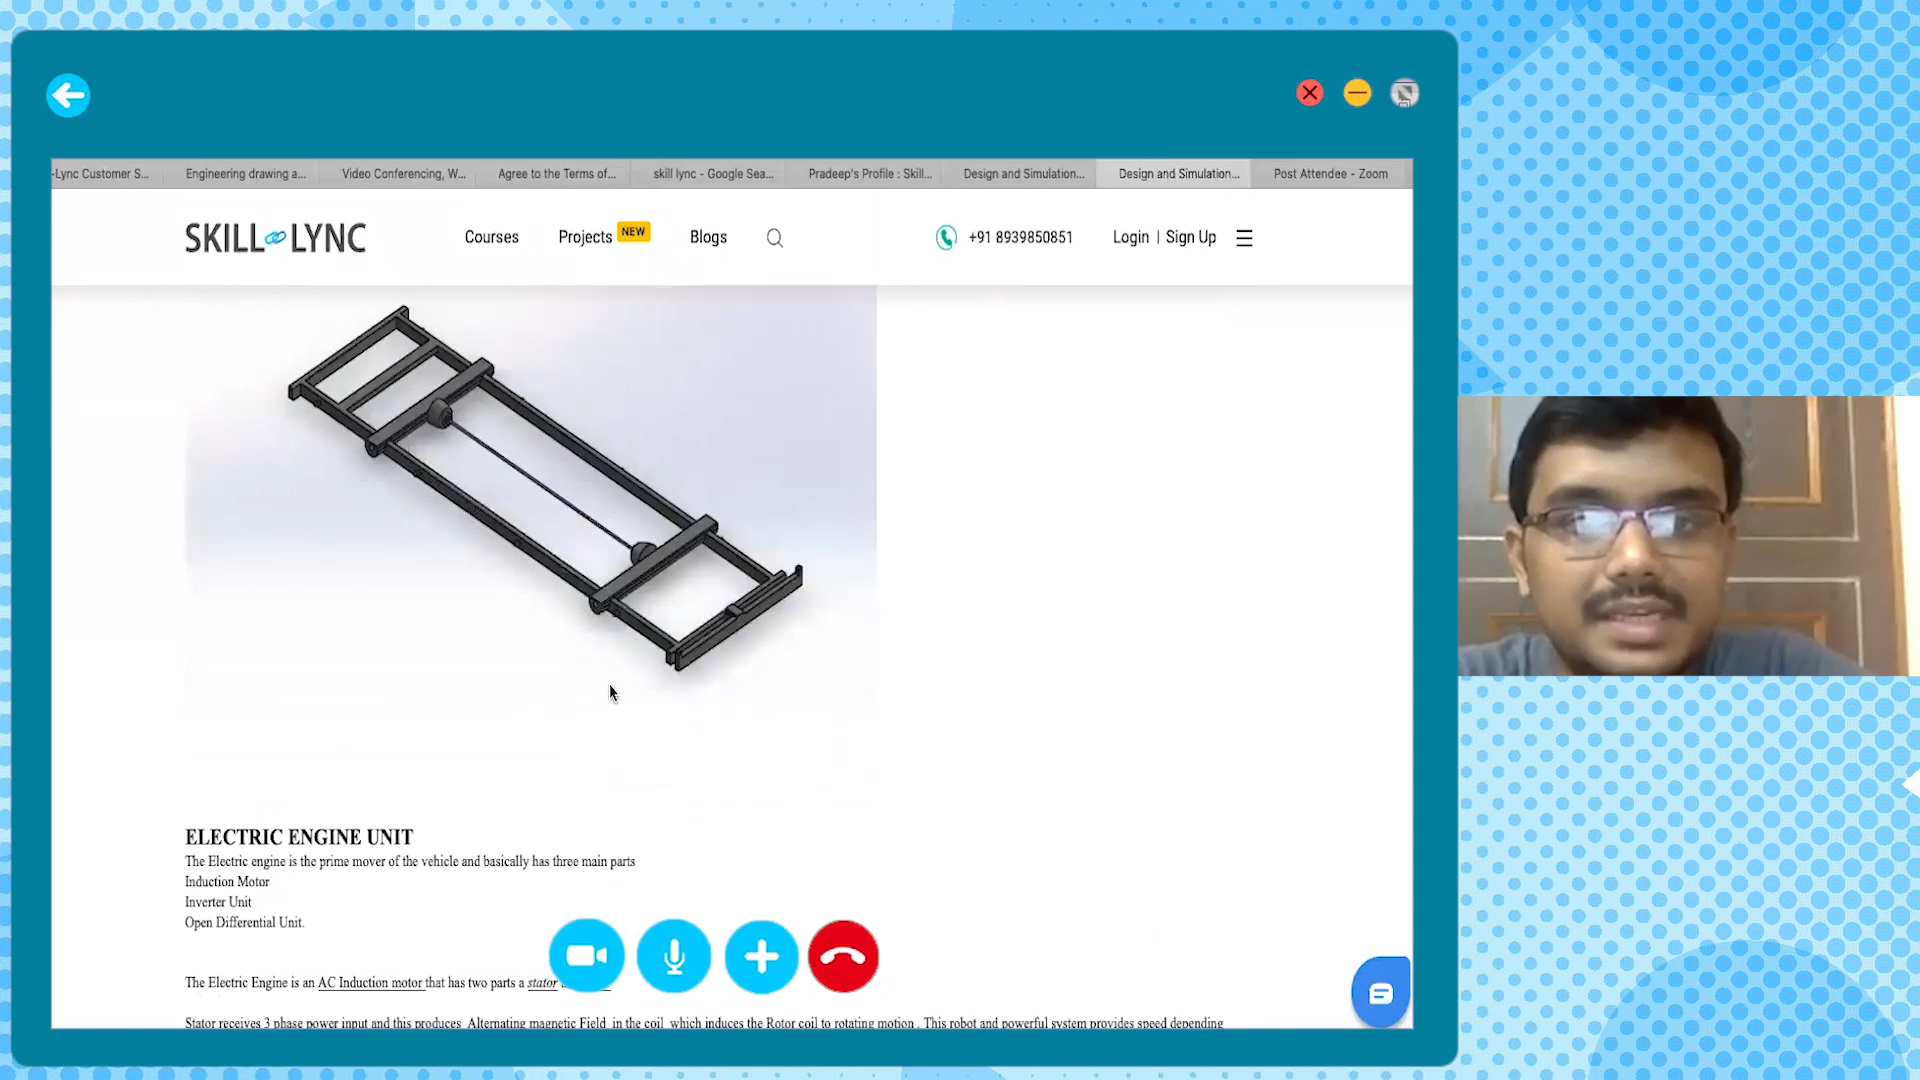 -Lync Customer S...
Engineering drawing a...
Video Conferencing, W...
Agree to the Terms of...
skill lync - Google Sea...
Pradeep's Profile : Skill...
Design and Simulation...
Design and Simulation...
Post Attendee - Zoom
SKILL LYNC
Courses
Projects NEW
Blogs
+91 8939850851
Login | Sign Up
ELECTRIC ENGINE UNIT
The Electric engine is the prime mover of the vehicle and basically has three main parts
Induction Motor
Inverter Unit
Open Differential Unit.
The Electric Engine is an AC Induction motor that has two parts a stator
Stator receives 3 phase power input and this produces Alternating magnetic Field in the coil which induces the Rotor coil to rotating motion . This robot and powerful system provides speed depending